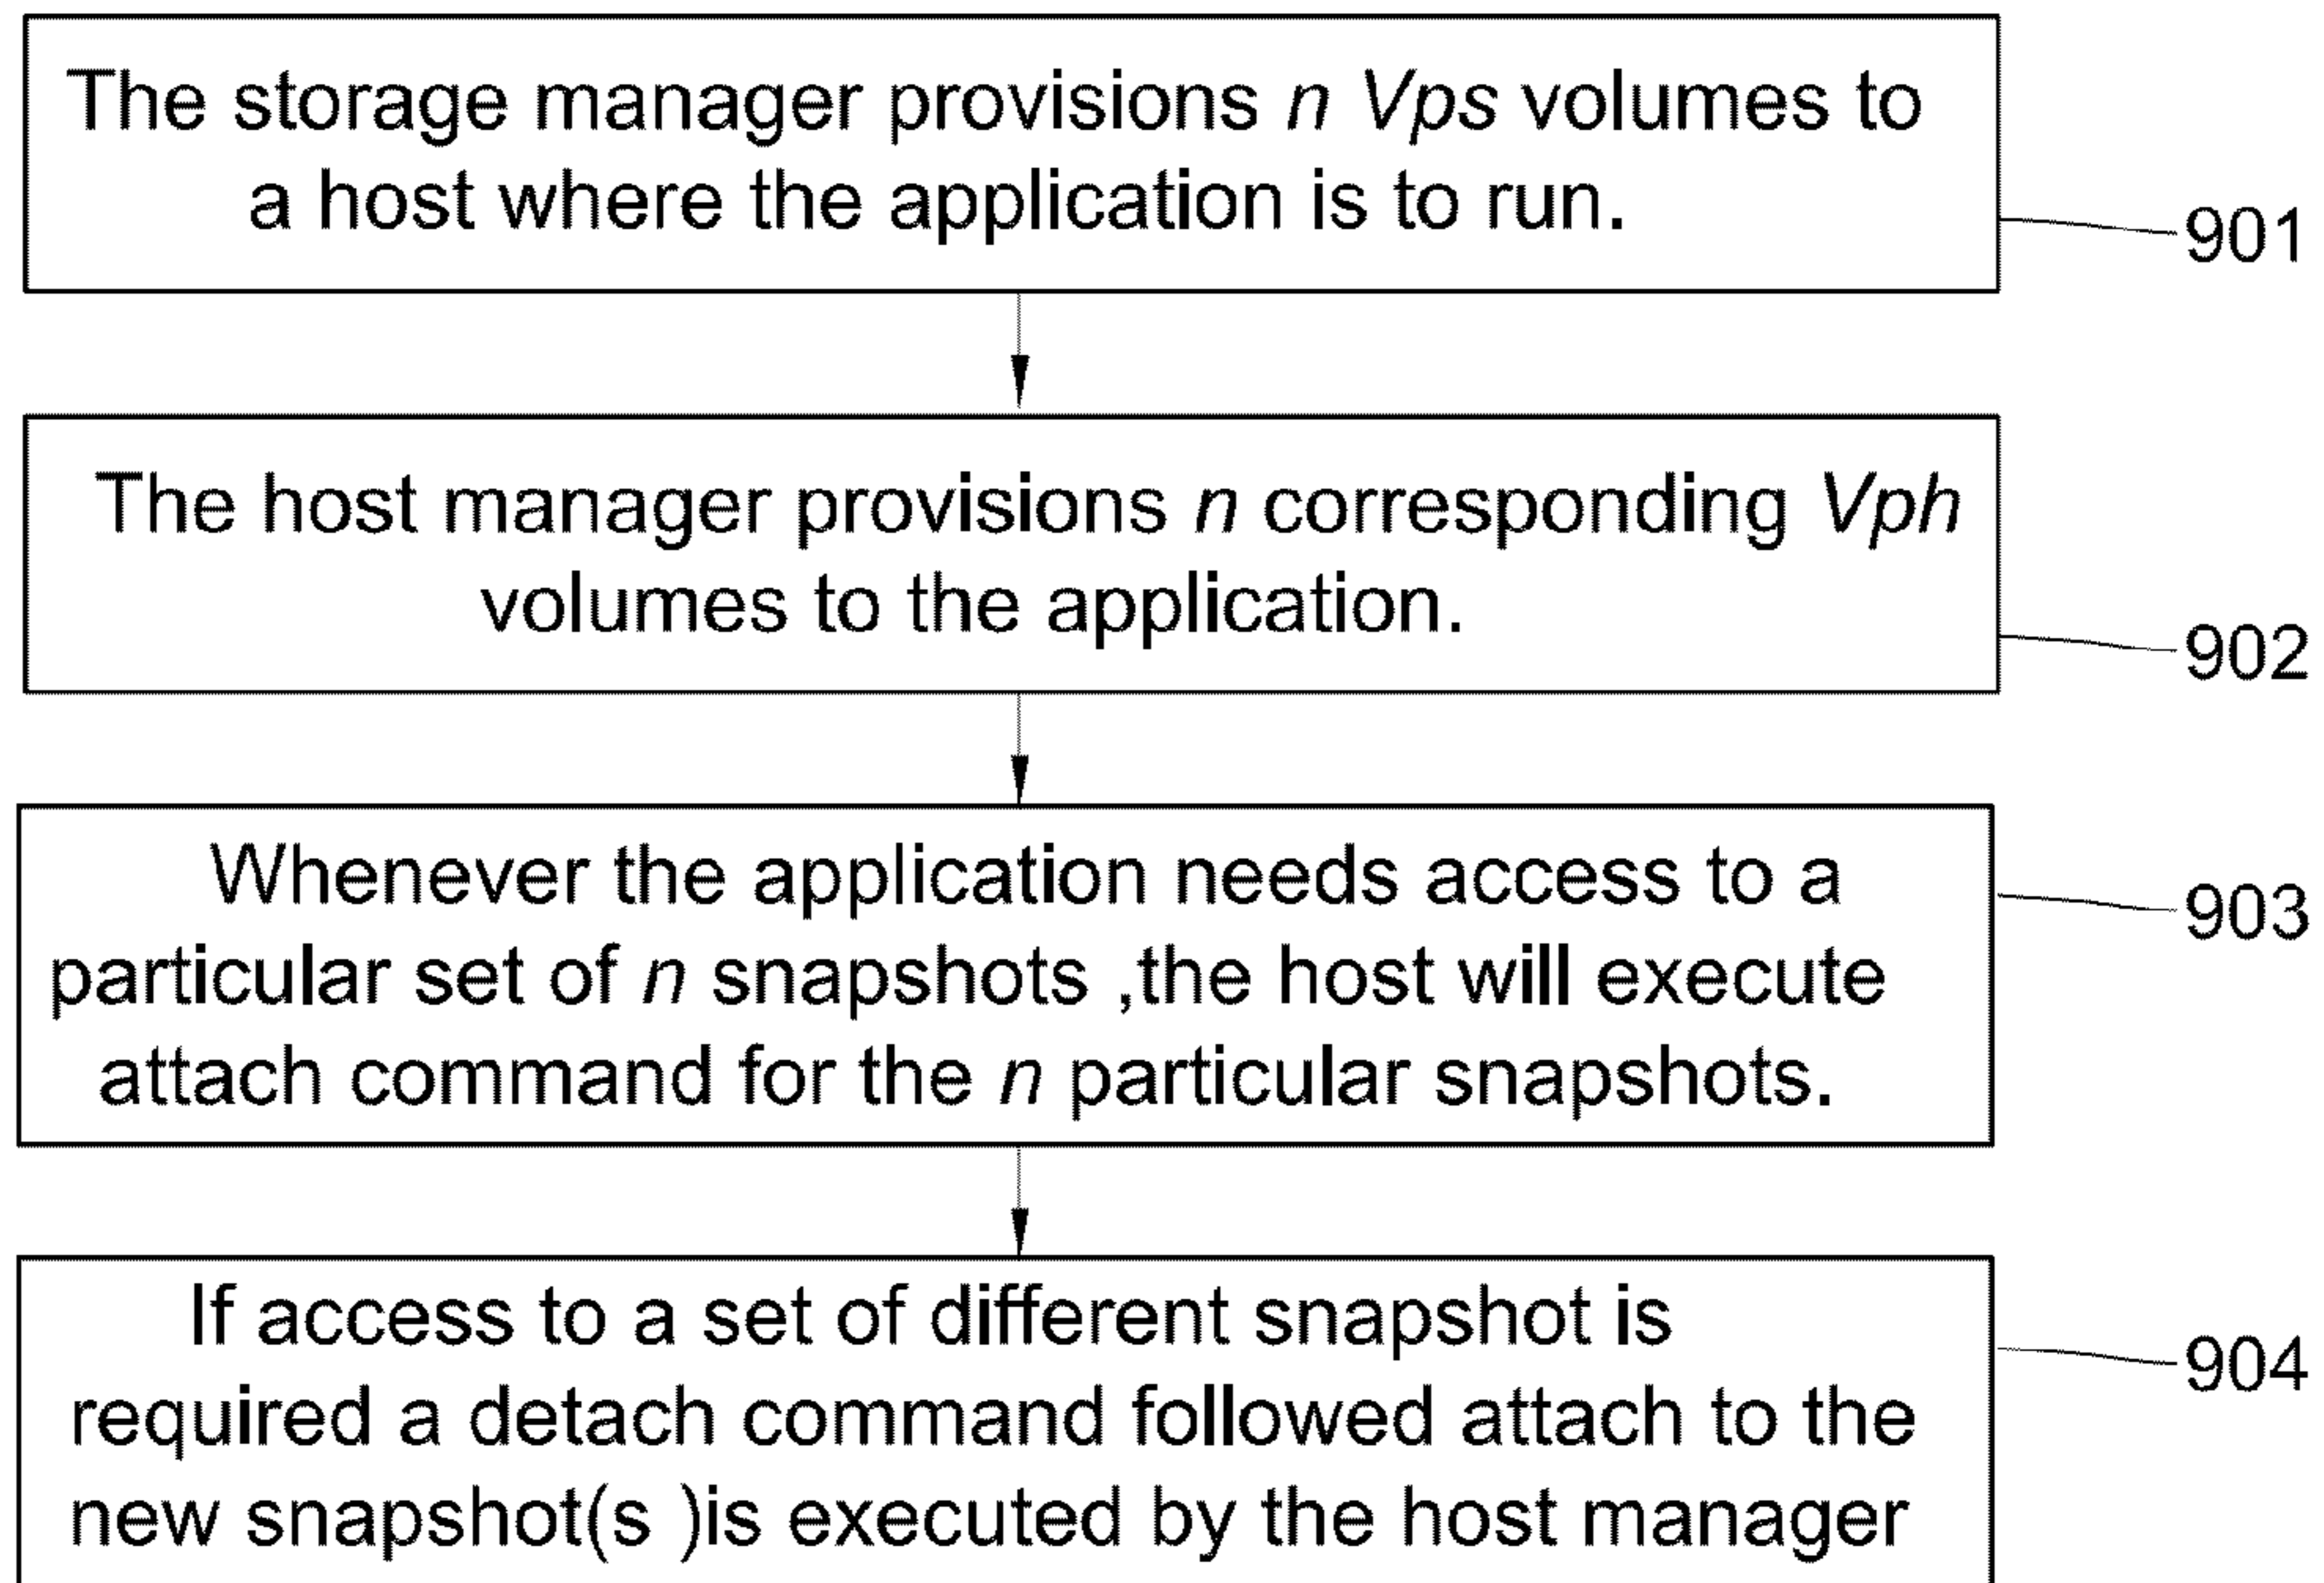 The storage manager provisions n Vps volumes to
a host where the application is to run.
901
The host manager provisions n corresponding Vph
volumes to the application.
902
Whenever the application needs access to a
particular set of n snapshots ,the host will execute
attach command for the n particular snapshots.
903
If access to a set of different snapshot is
required a detach command followed attach to the
new snapshot(s )is executed by the host manager
904